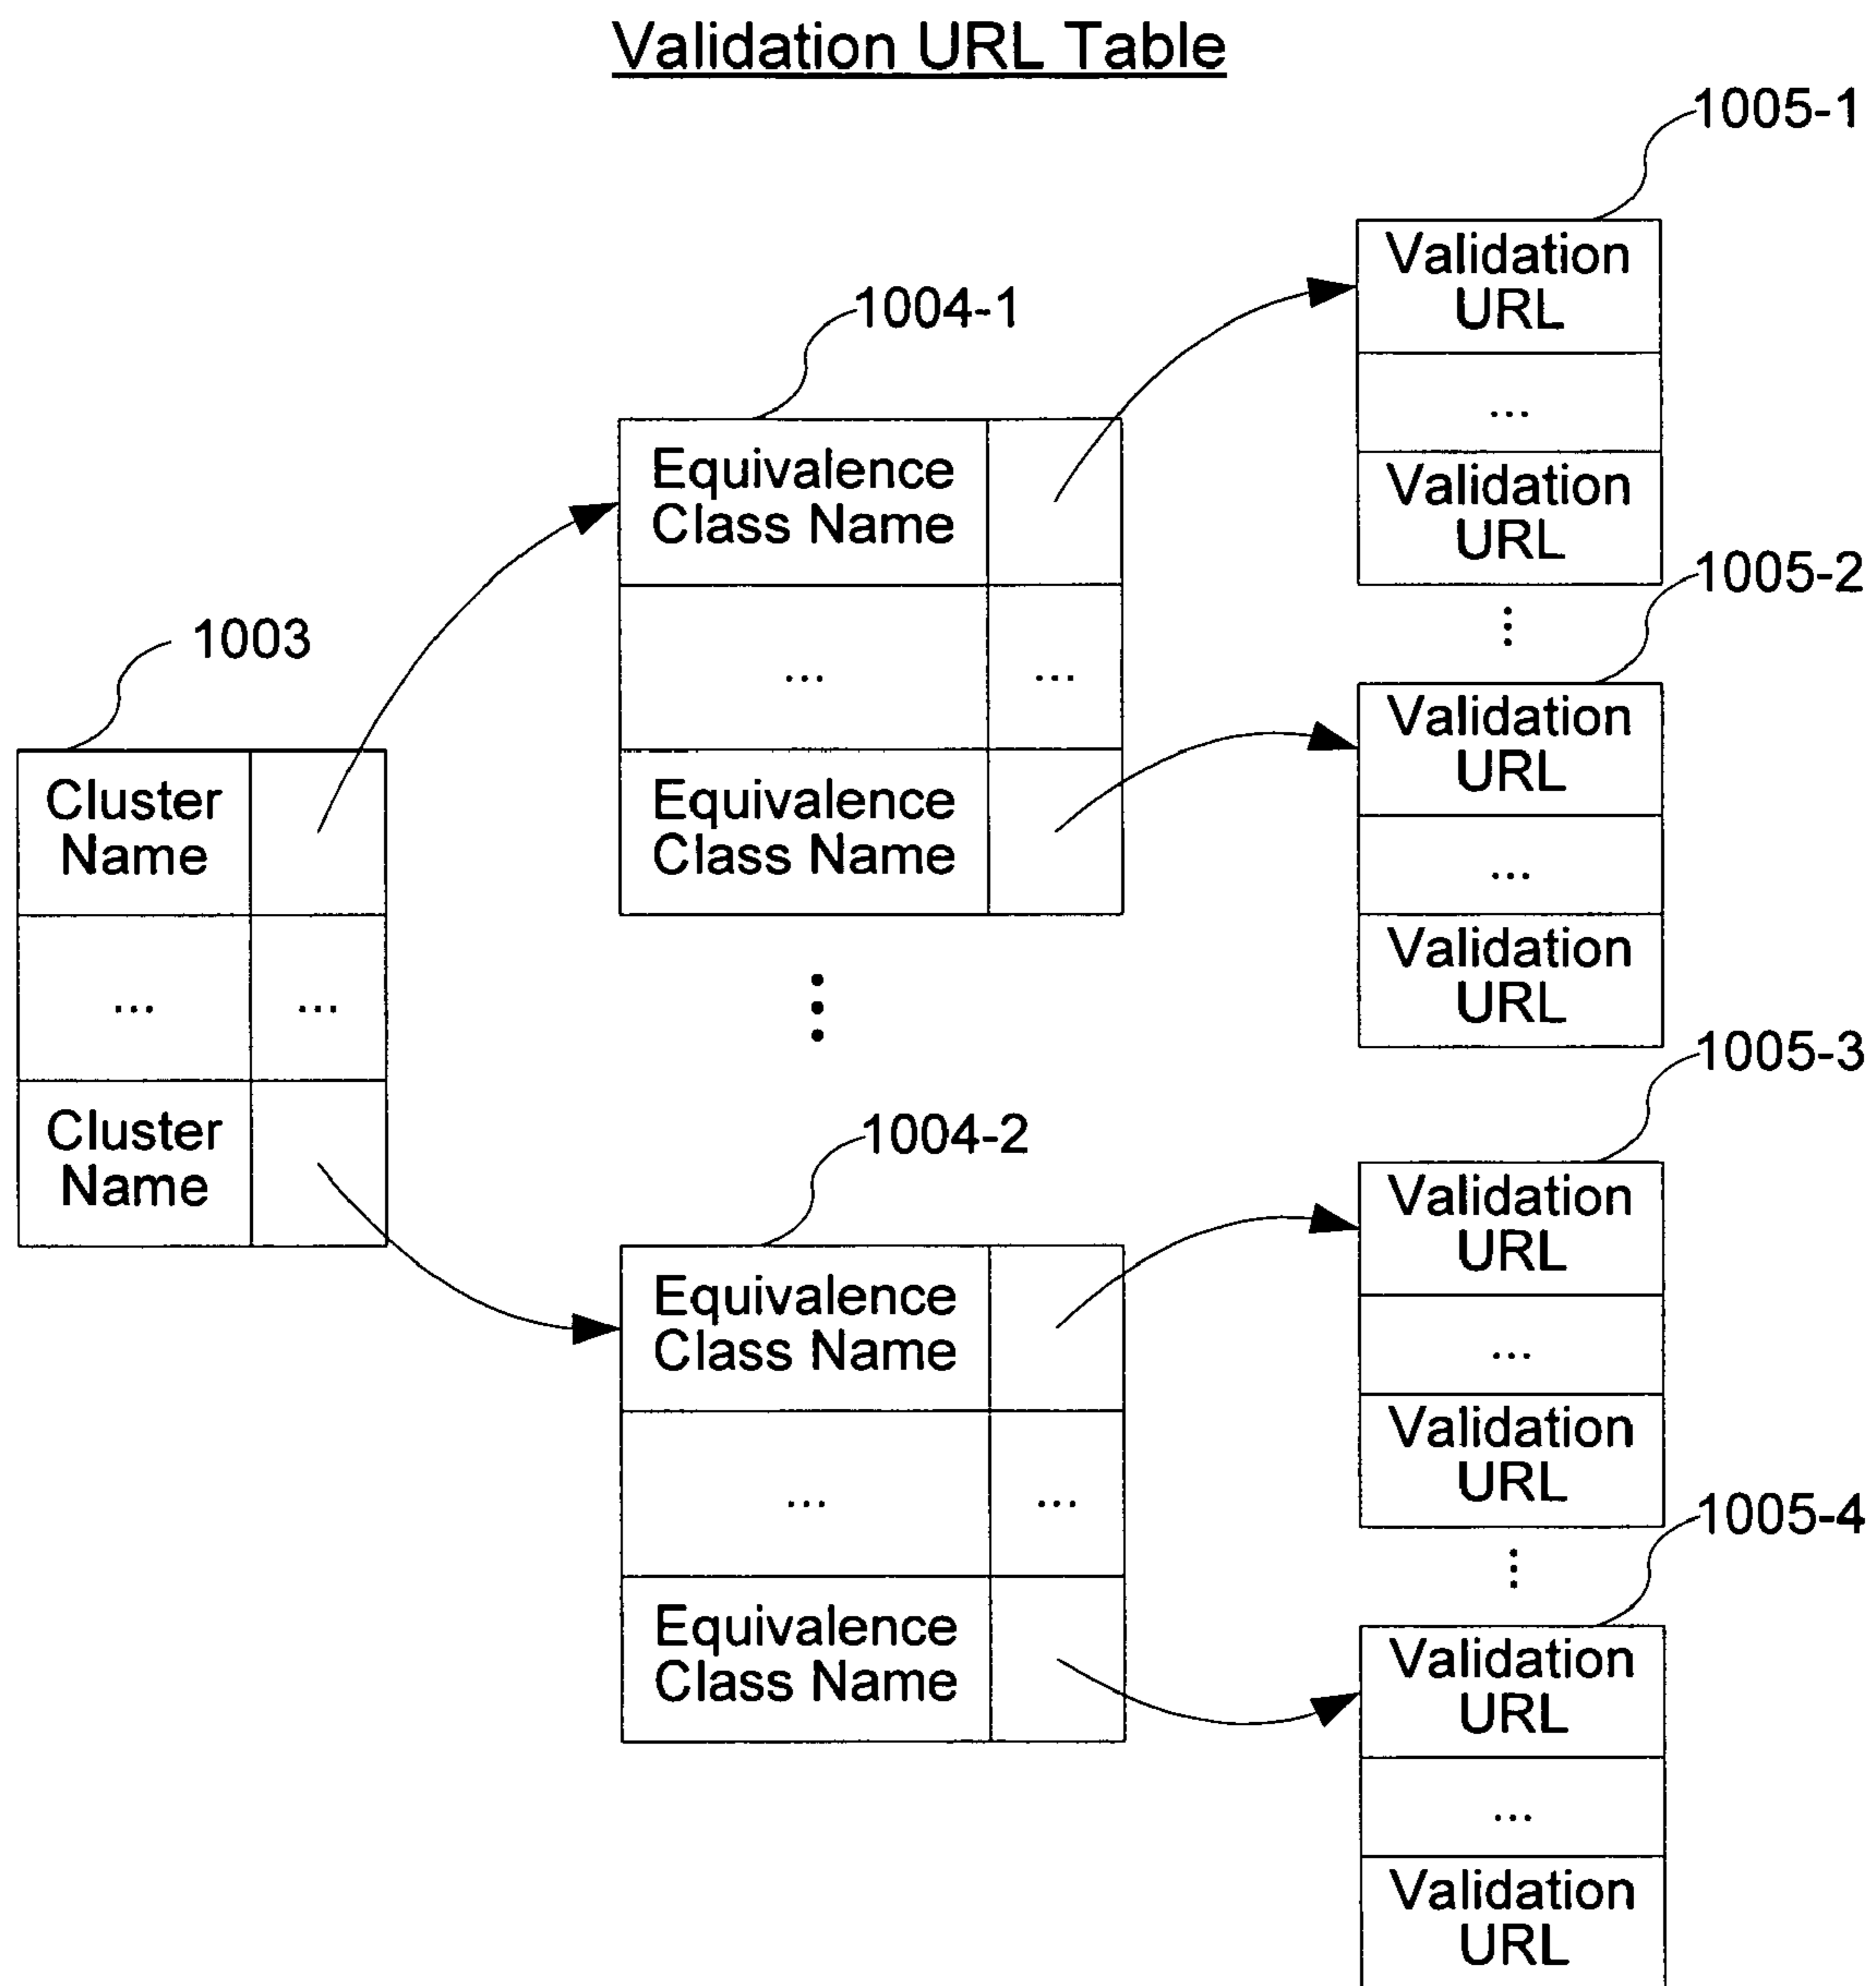 Validation URL Table
1005-1
Validation
URL
...
Validation
URL
1004-1
Equivalence
Class Name
... ...
Equivalence
Class Name
1005-2
Validation
URL
...
Validation
URL
1003
Cluster
Name
... ...
Cluster
Name
1004-2
Equivalence
Class Name
... ...
Equivalence
Class Name
1005-3
Validation
URL
...
Validation
URL
1005-4
Validation
URL
...
Validation
URL